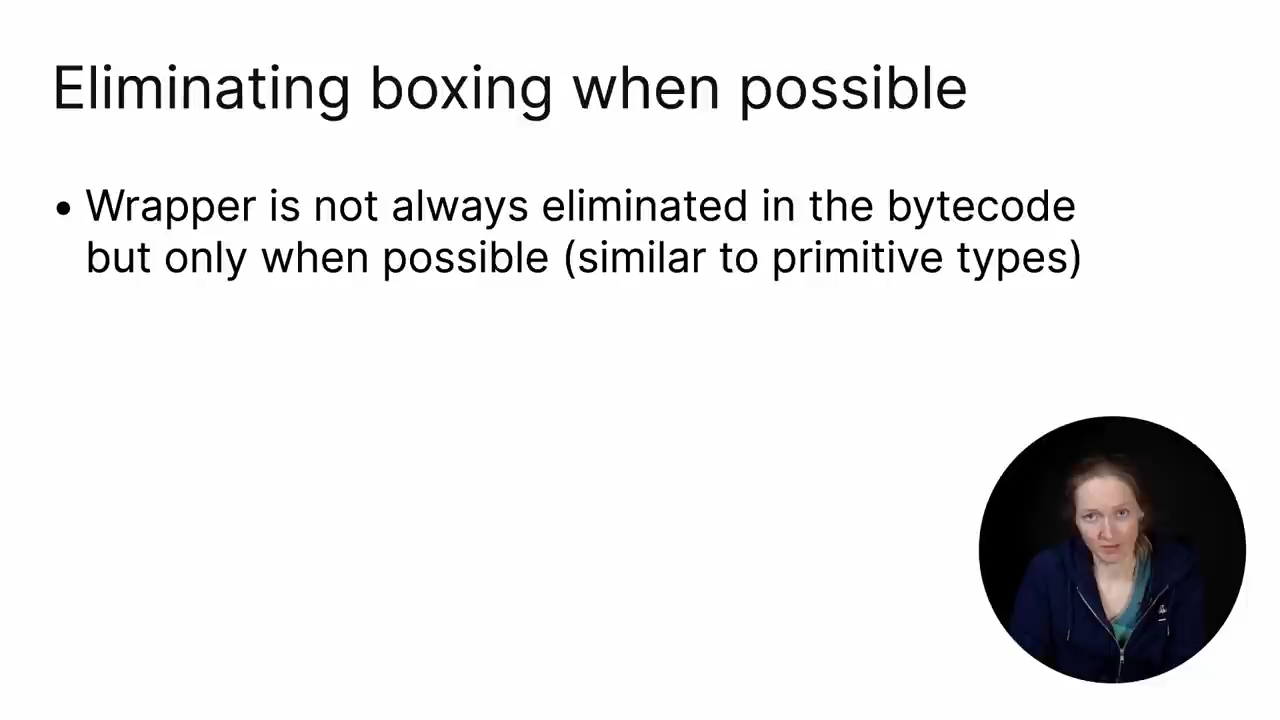 Eliminating boxing when possible
• Wrapper is not always eliminated in the bytecode
but only when possible (similar to primitive types)